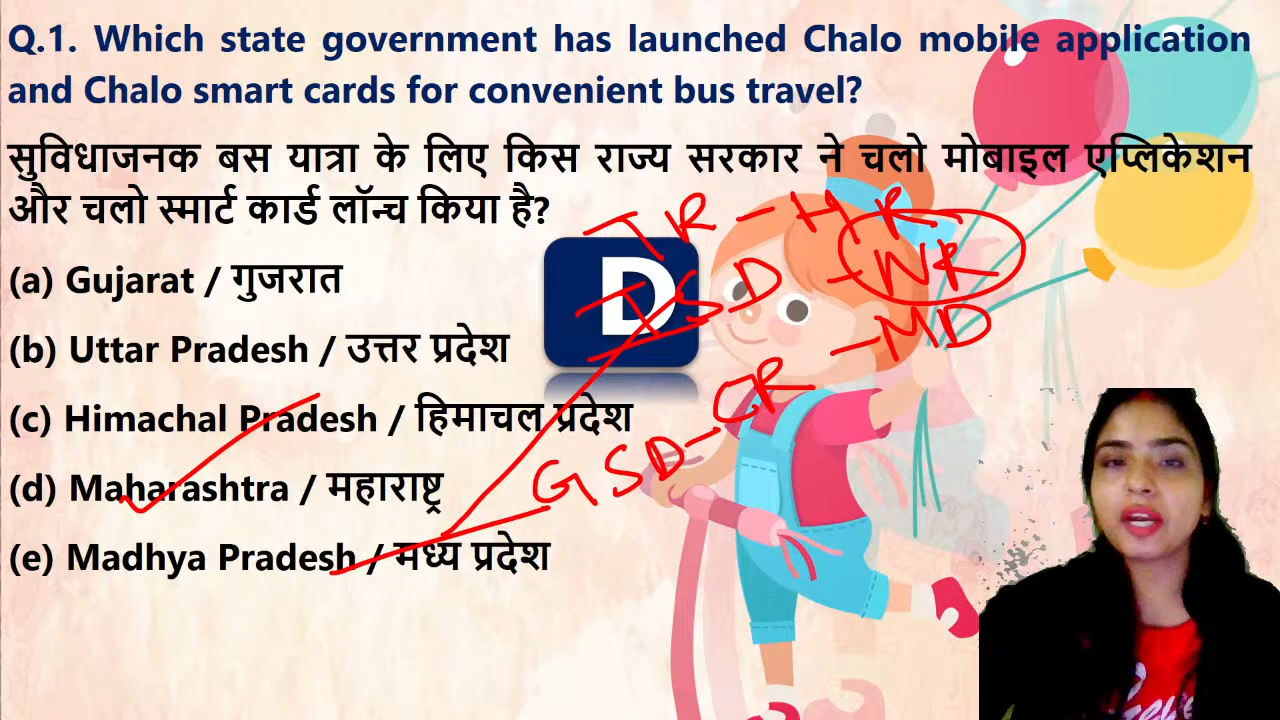 Q.1. Which state government has launched Chalo mobile application
and Chalo smart cards for convenient bus travel?
सुविधाजनक बस यात्रा के लिए किस राज्य सरकार ने चलो मोबाइल एप्लिकेशन
और चलो स्मार्ट कार्ड लॉन्च किया है?
(a) Gujarat / गुजरात
(b) Uttar Pradesh / उत्तर प्रदेश
(c) Himachal Pradesh / हिमाचल प्रदेश
(d) Maharashtra / महाराष्ट्र
(e) Madhya Pradesh / मध्य प्रदेश
D
TR - HR
TSD - WR
- MD
GSD - CR